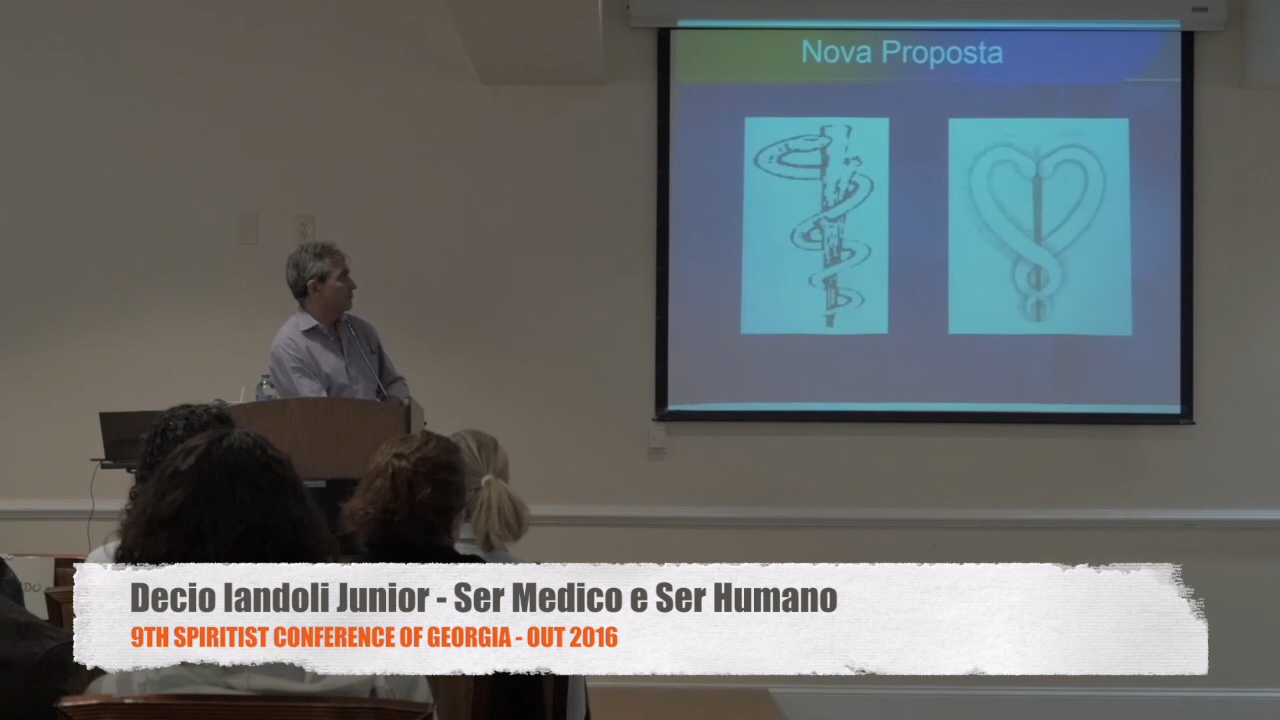 Nova Proposta
Decio Iandoli Junior - Ser Medico e Ser Humano
9TH SPIRITIST CONFERENCE OF GEORGIA - OUT 2016